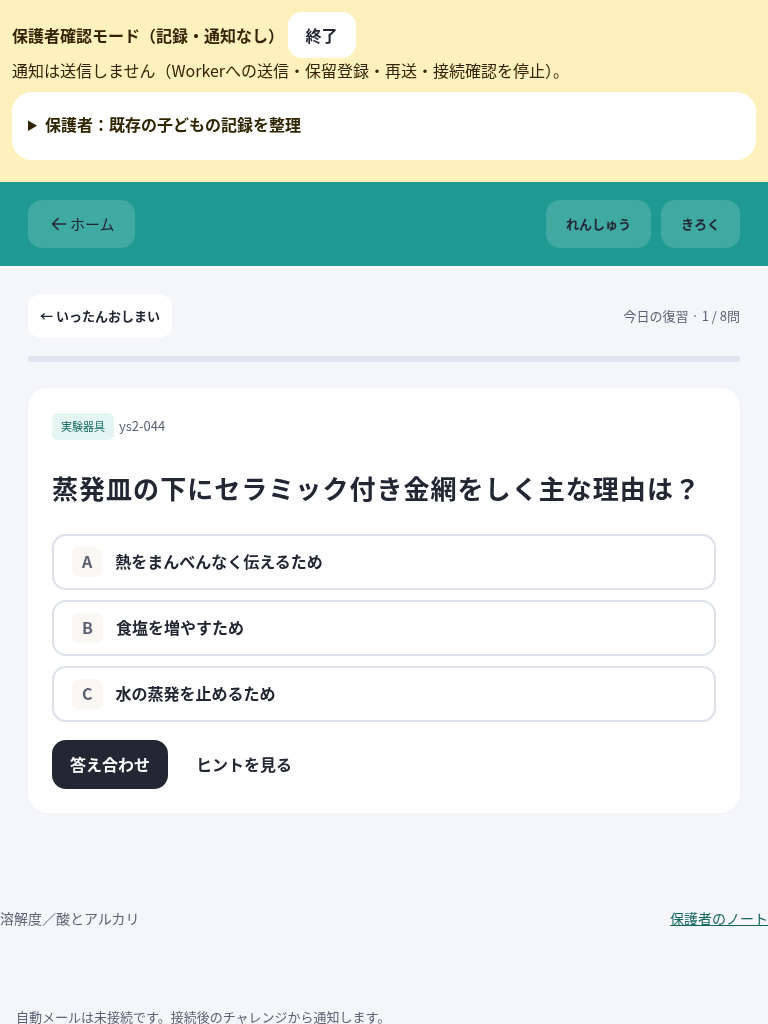 保護者確認モード（記録・通知なし） 終了
通知は送信しません（Workerへの送信・保留登録・再送・接続確認を停止）。
▶ 保護者：既存の子どもの記録を整理
← ホーム れんしゅう きろく
← いったんおしまい 今日の復習 · 1 / 8問
実験器具 ys2-044
蒸発皿の下にセラミック付き金網をしく主な理由は？
A 熱をまんべんなく伝えるため
B 食塩を増やすため
C 水の蒸発を止めるため
答え合わせ ヒントを見る
溶解度／酸とアルカリ 保護者のノート
自動メールは未接続です。接続後のチャレンジから通知します。